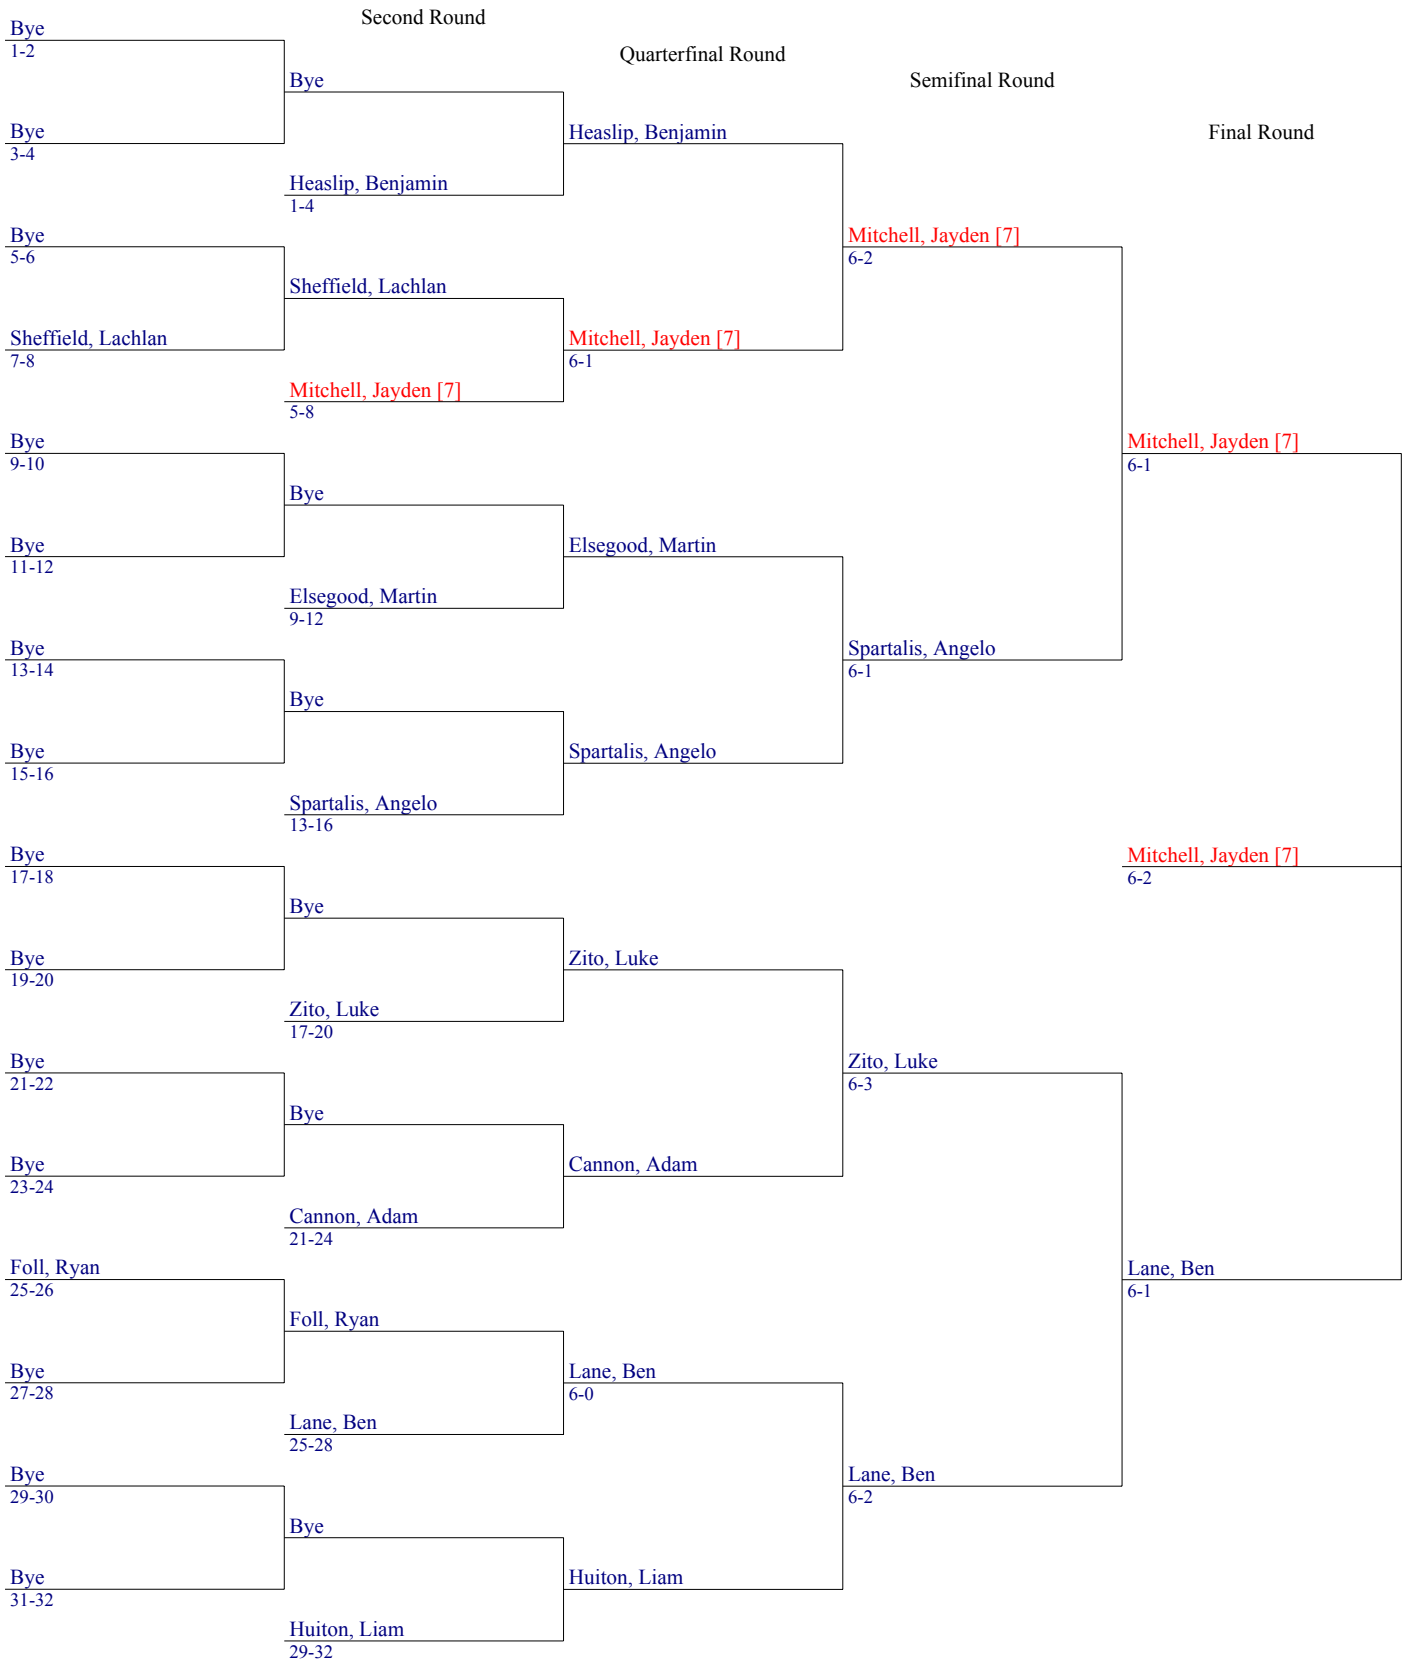 Second Round
Quarterfinal Round
Semifinal Round
Final Round
Bye
1-2
Bye
3-4
Bye
5-6
Sheffield, Lachlan
7-8
Bye
9-10
Bye
11-12
Bye
13-14
Bye
15-16
Bye
17-18
Bye
19-20
Bye
21-22
Bye
23-24
Foll, Ryan
25-26
Bye
27-28
Bye
29-30
Bye
31-32
Bye
Heaslip, Benjamin
1-4
Sheffield, Lachlan
Mitchell, Jayden [7]
5-8
Bye
Elsegood, Martin
9-12
Bye
Spartalis, Angelo
13-16
Bye
Zito, Luke
17-20
Bye
Cannon, Adam
21-24
Foll, Ryan
Lane, Ben
25-28
Bye
Huiton, Liam
29-32
Heaslip, Benjamin
Mitchell, Jayden [7]
6-1
Elsegood, Martin
Spartalis, Angelo
Zito, Luke
Cannon, Adam
Lane, Ben
6-0
Huiton, Liam
Mitchell, Jayden [7]
6-2
Spartalis, Angelo
6-1
Zito, Luke
6-3
Lane, Ben
6-2
Mitchell, Jayden [7]
6-1
Mitchell, Jayden [7]
6-2
Lane, Ben
6-1